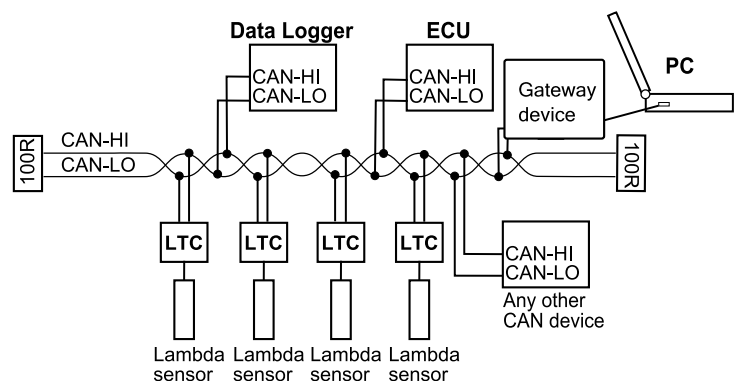 Data Logger
ECU
PC
CAN-HI
CAN-LO
CAN-HI
CAN-LO
Gateway
device
100R
CAN-HI
CAN-LO
100R
LTC
LTC
LTC
LTC
CAN-HI
CAN-LO
Any other
CAN device
Lambda
sensor
Lambda
sensor
Lambda
sensor
Lambda
sensor